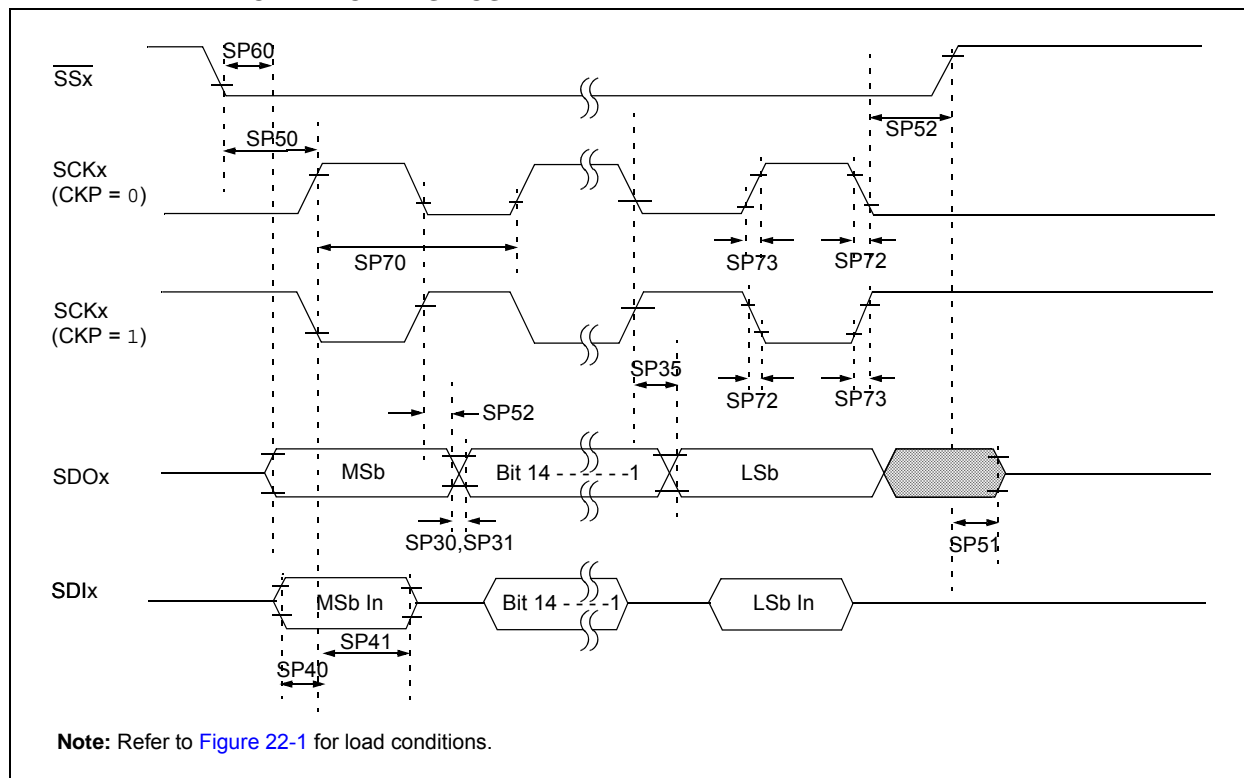 SP60
SSx
SP52
SP50
SCKx
(CKP = 0)
SP70
SP73
SP72
SCKx
(CKP = 1)
SP35
SP72
SP73
SP52
SDOx
MSb
Bit 14 - - - - - -1
LSb
SP30,SP31
SP51
SDIx
MSb In
Bit 14 - - - -1
LSb In
SP41
SP40
Note: Refer to Figure 22-1 for load conditions.